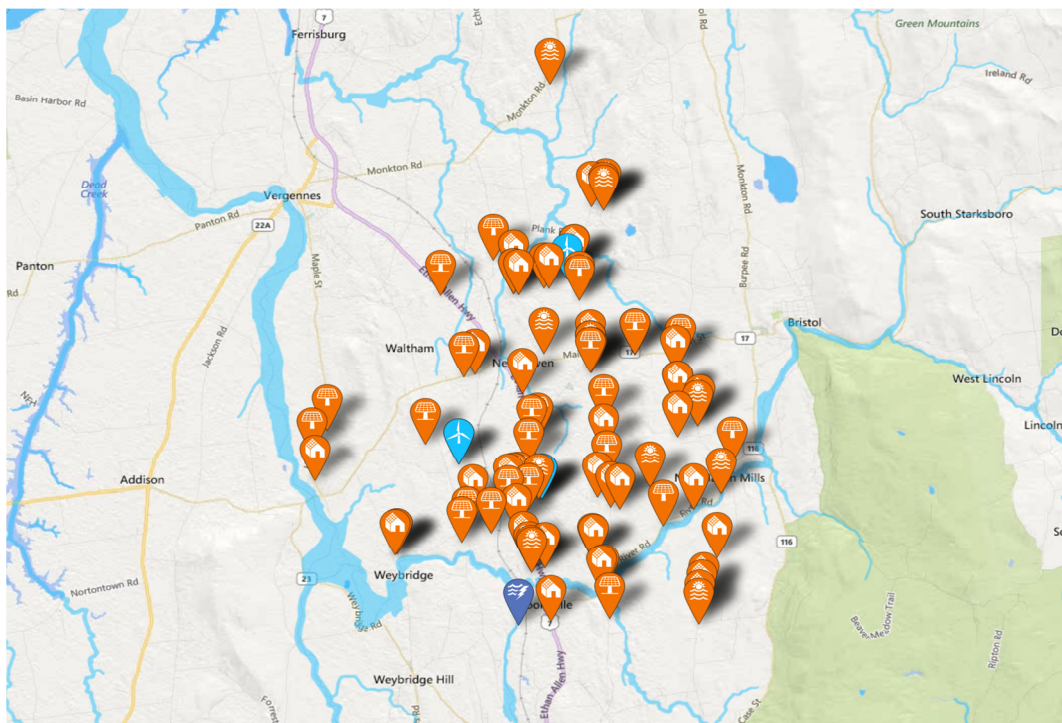 7
Ferrisburg
Green Mountains
Ireland Rd
Basin Harbor Rd
Monkton Rd
Monkton Rd
Dead
Creek
Vergennes
Monkton Rd
Panton Rd
22A
South Starksboro
Plank
Maple St
Panton
Rd
Ethan Allen Hwy
Burpee Rd
Jackson Rd
Bristol
Waltham
17
West Lincoln
Lincoln
116
Addison
Mills
River Rd
116
River Rd
Weybridge
23
Nortontown Rd
7
Beaver Meadow Trail
Ripton Rd
Weybridge Hill
Ethan Allen Hwy
Case St